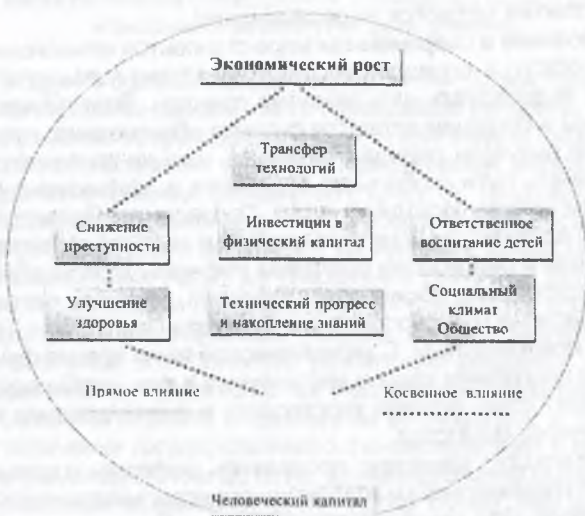 Экономический рост
Трансфер
технологий
Снижение
преступности
Инвестиции в
физический капитал
Ответственное
воспитание детей
Улучшение
здоровья
Технический прогресс
и накопление знаний
Социальный
климат
Общество
Прямое влияние
Косвенное влияние
Человеческий капитал